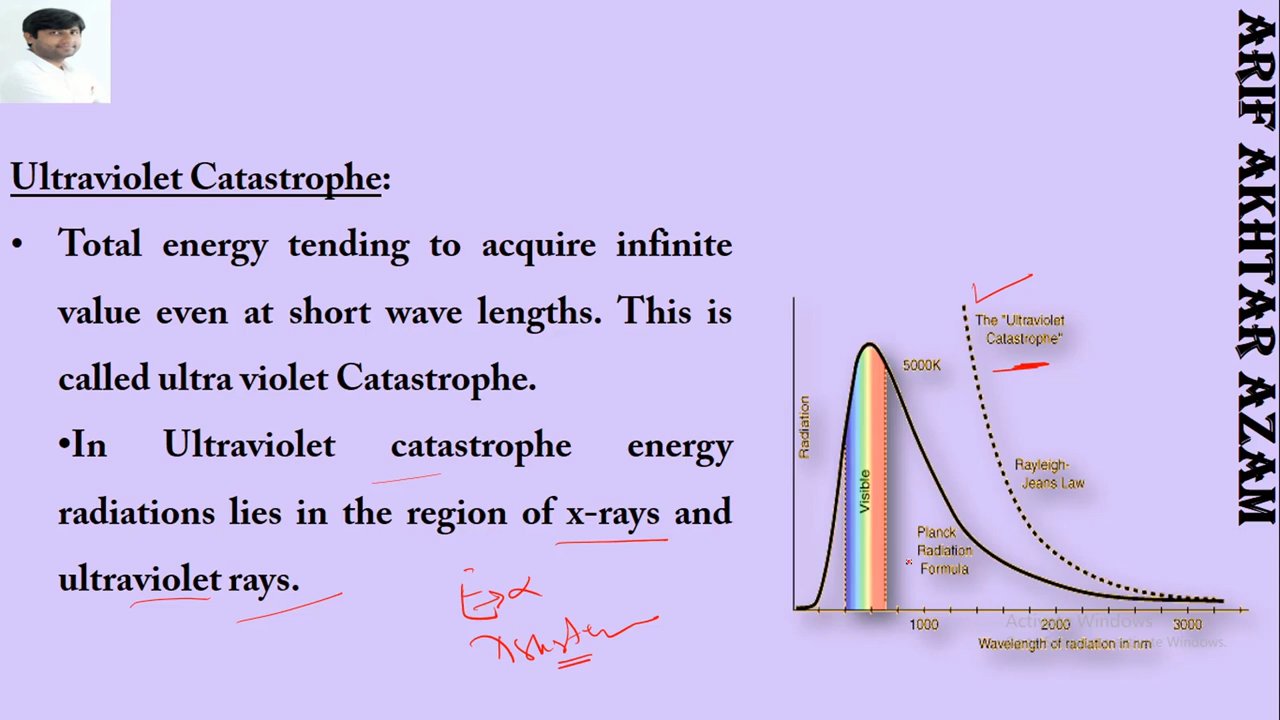 Ultraviolet Catastrophe:
• Total energy tending to acquire infinite
value even at short wave lengths. This is
called ultra violet Catastrophe.
•In Ultraviolet catastrophe energy
radiations lies in the region of x-rays and
ultraviolet rays.
The "Ultraviolet
Catastrophe"
5000K
Radiation
Visible
Rayleigh-
Jeans Law
Planck
Radiation
Formula
1000 2000 3000
Wavelength of radiation in nm
Activate Windows
ARIF AKHTAR AZAM